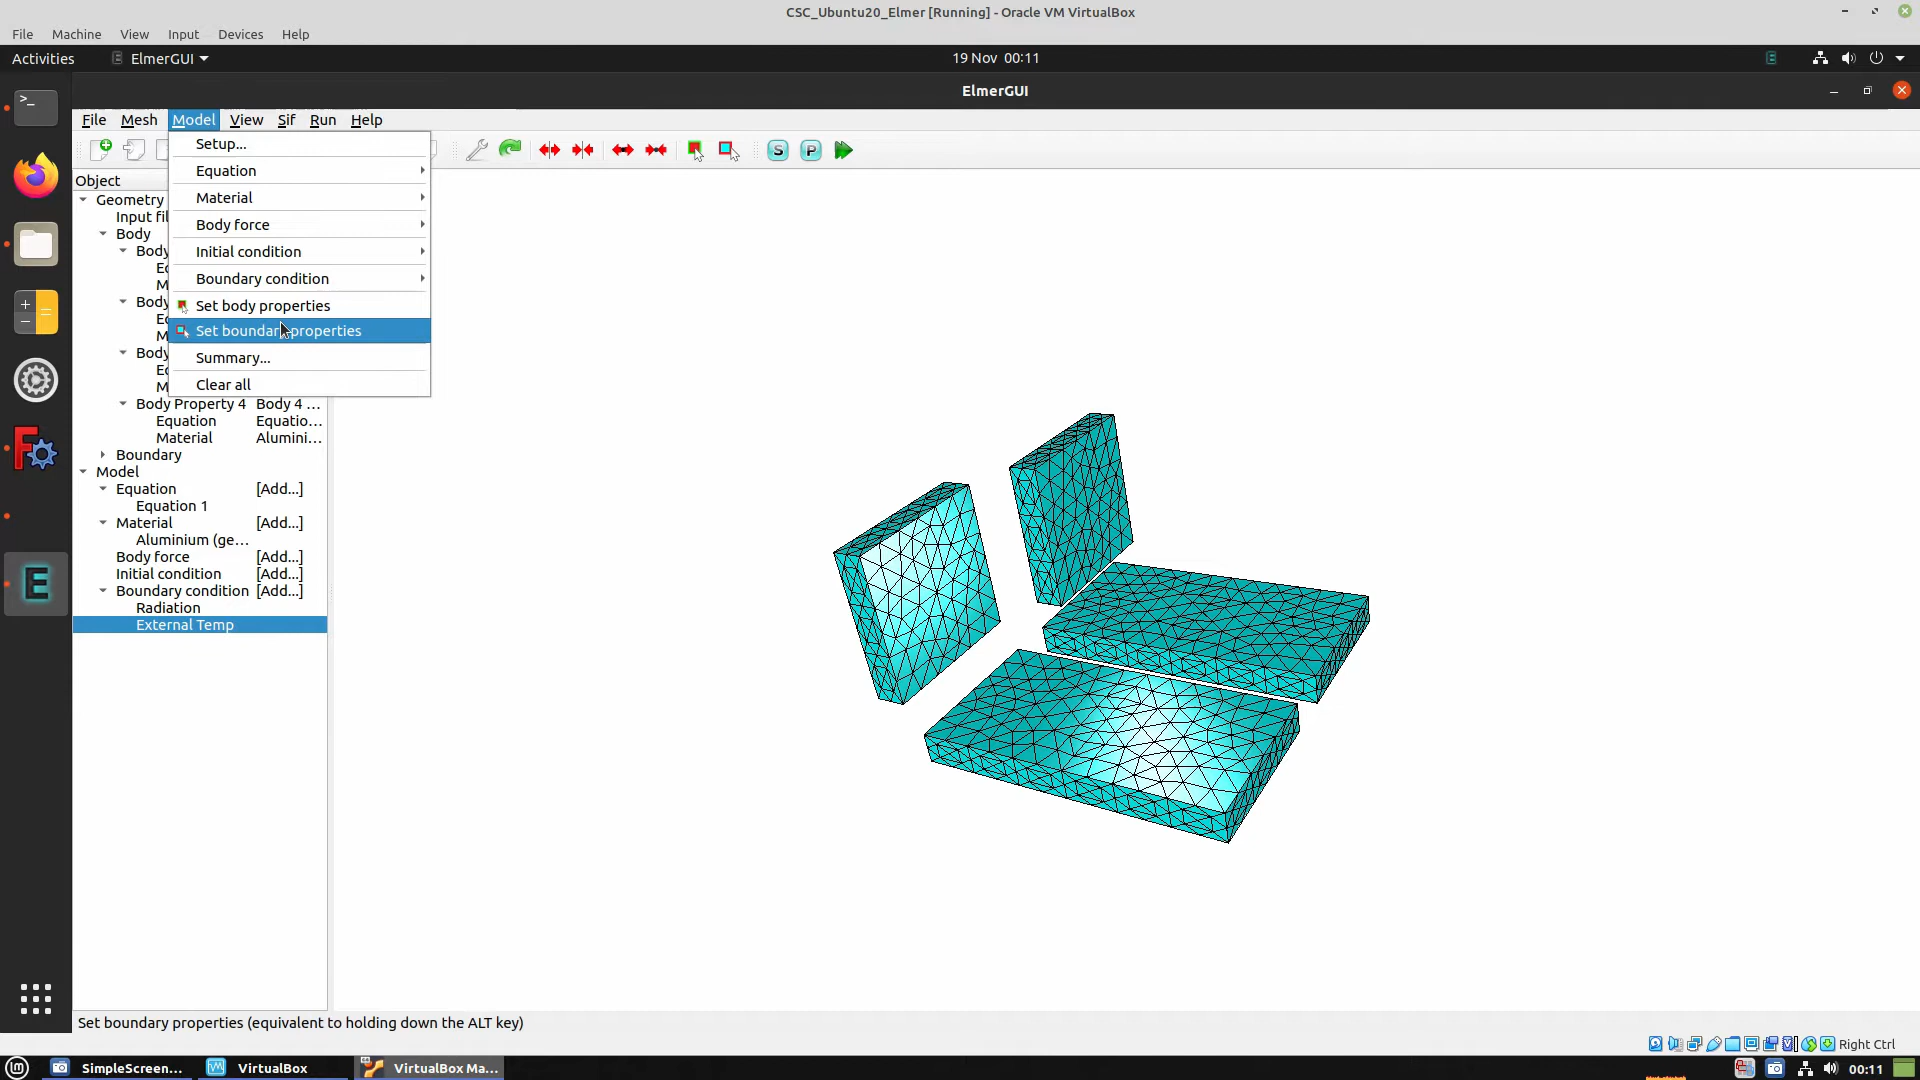 CSC_Ubuntu20_Elmer [Running] - Oracle VM VirtualBox
File Machine View Input Devices Help
Activities ElmerGUI 19 Nov 00:11
ElmerGUI
File Mesh Model View Sif Run Help
Setup...
Equation
Material
Body force
Initial condition
Boundary condition
Set body properties
Set boundary properties
Summary...
Clear all
S P
Object
Geometry
Input fil
Body
Body
Body
Body
Body Property 4 Body 4 ...
Equation Equatio...
Material Alumini...
Boundary
Model
Equation [Add...]
Equation 1
Material [Add...]
Aluminium (ge...
Body force [Add...]
Initial condition [Add...]
Boundary condition [Add...]
Radiation
External Temp
Set boundary properties (equivalent to holding down the ALT key)
Right Ctrl
SimpleScreen... VirtualBox VirtualBox Ma... 00:11